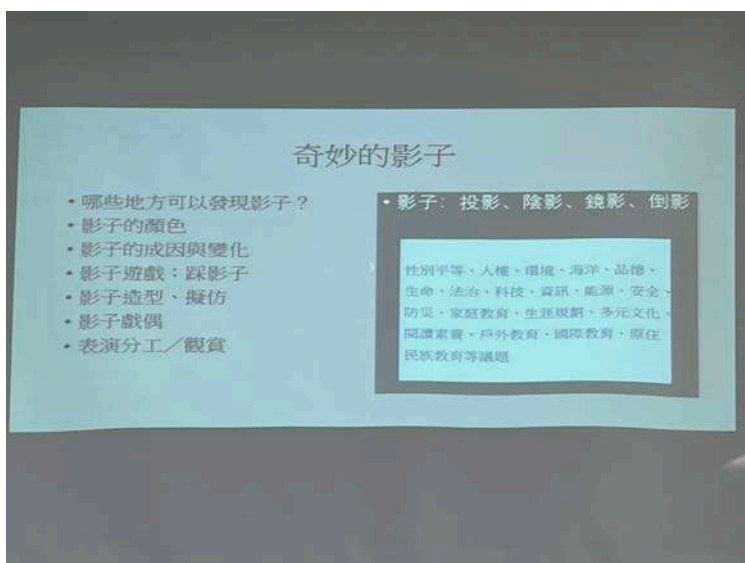 奇妙的影子
•哪些地方可以發現影子？
•影子的顏色
•影子的成因與變化
•影子遊戲：踩影子
•影子造型、擬仿
•影子戲偶
•表演分工／觀賞
•影子：投影、陰影、鏡影、倒影
性別平等、人權、環境、海洋、品德、
生命、法治、科技、資訊、能源、安全、
防災、家庭教育、生涯規劃、多元文化、
閱讀素養、戶外教育、國際教育、原住
民族教育等議題